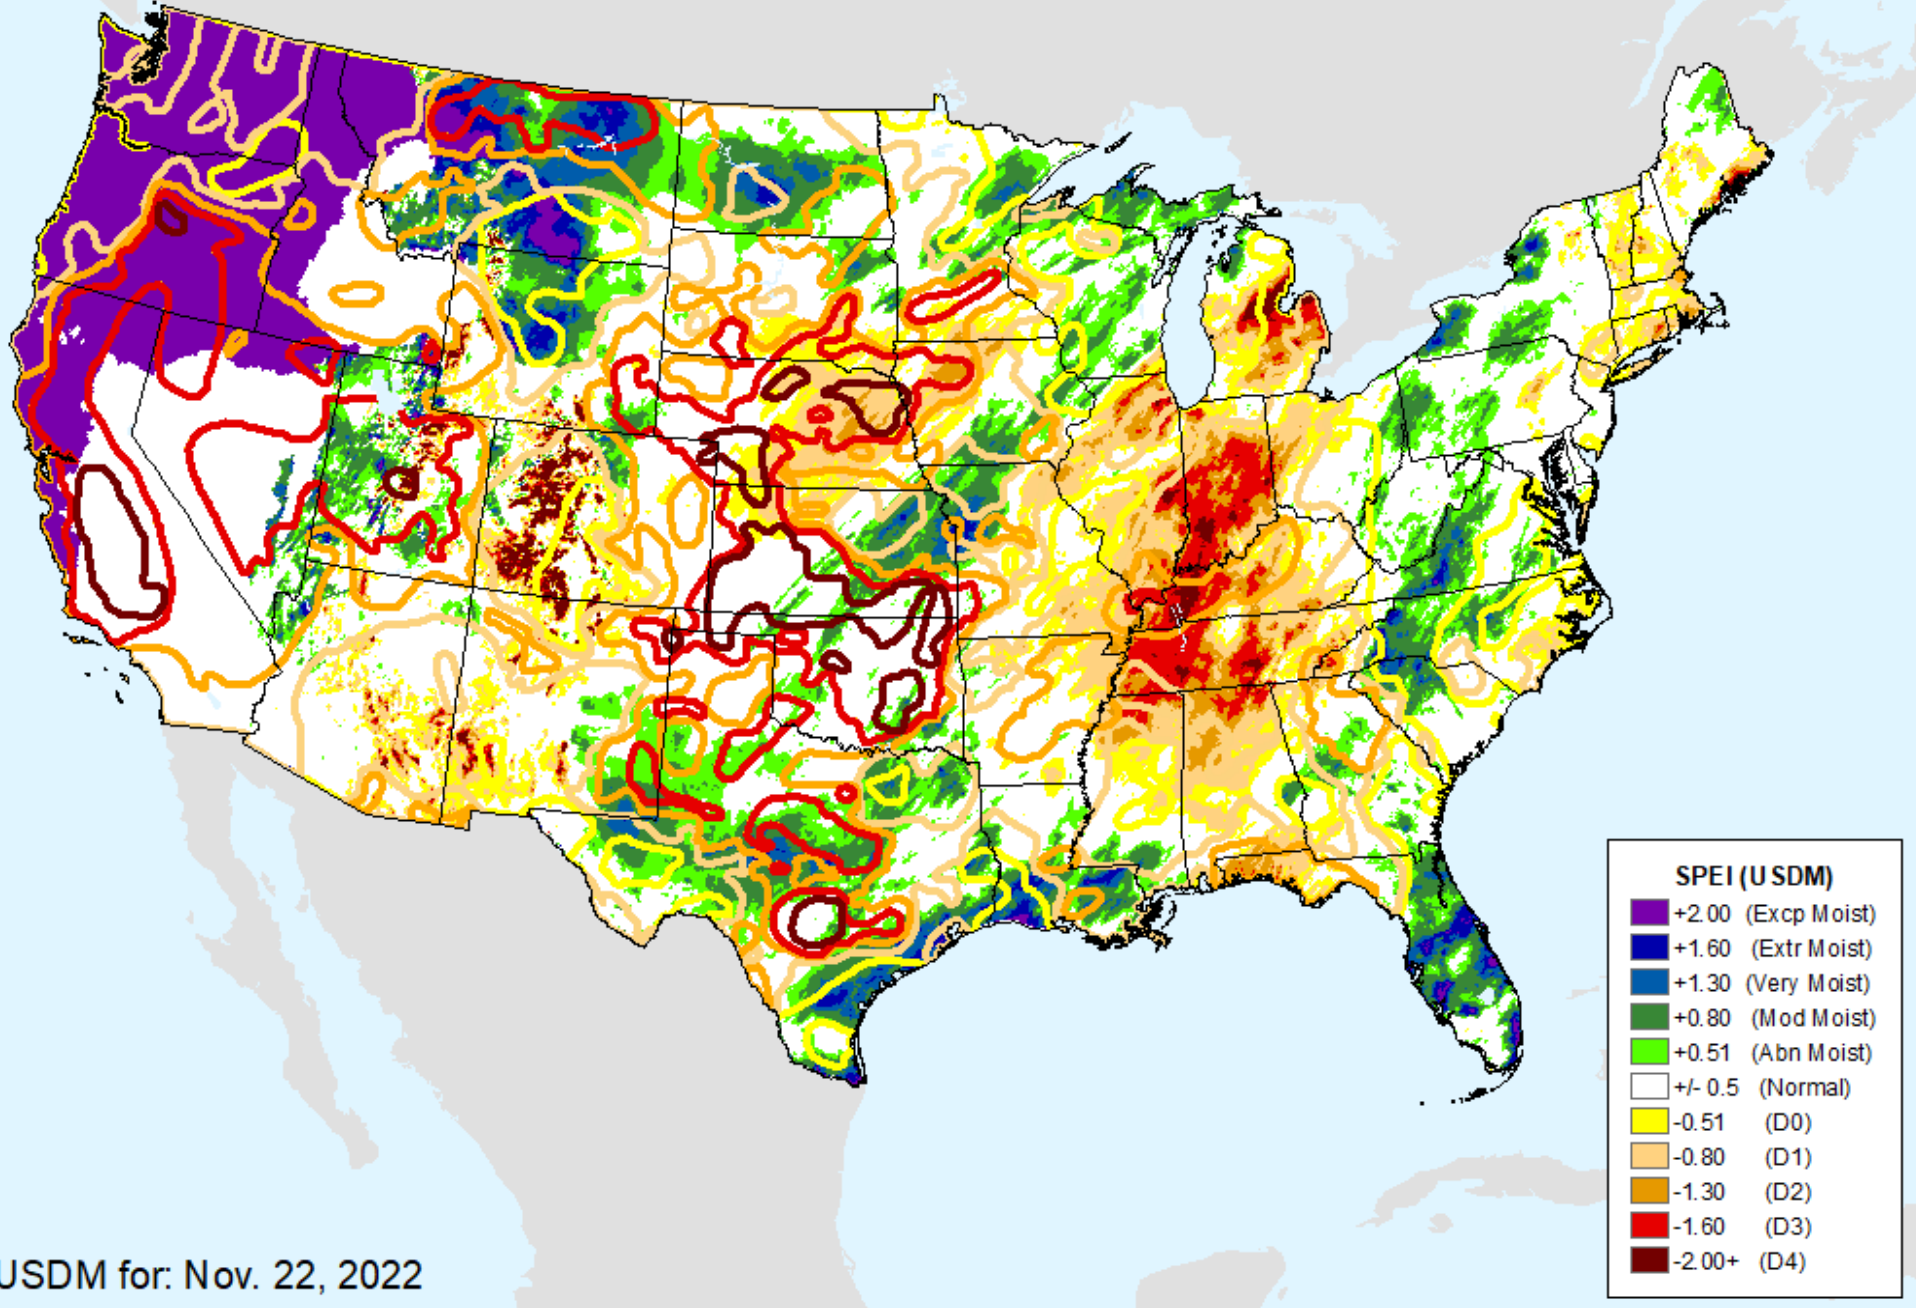 SPEI (USDM)
+2.00 (Excp Moist)
+1.60 (Extr Moist)
+1.30 (Very Moist)
+0.80 (Mod Moist)
+0.51 (Abn Moist)
+/- 0.5 (Normal)
-0.51 (D0)
-0.80 (D1)
-1.30 (D2)
-1.60 (D3)
-2.00+ (D4)
USDM for: Nov. 22, 2022